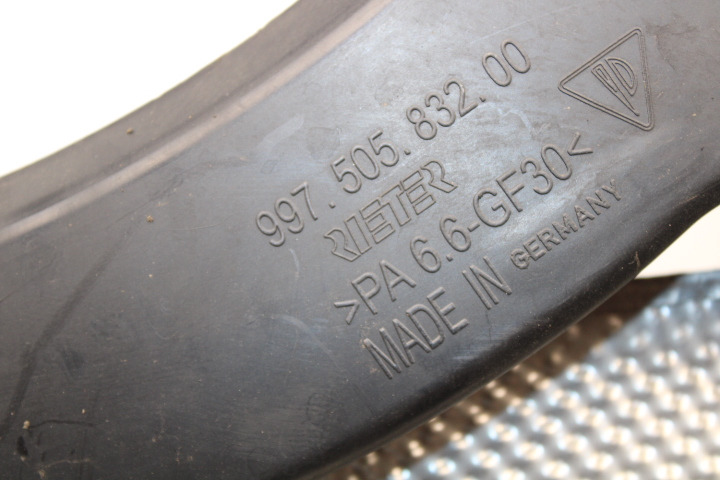 997.505.832.00
RIETER
>PA 6.6-GF30<
MADE IN GERMANY